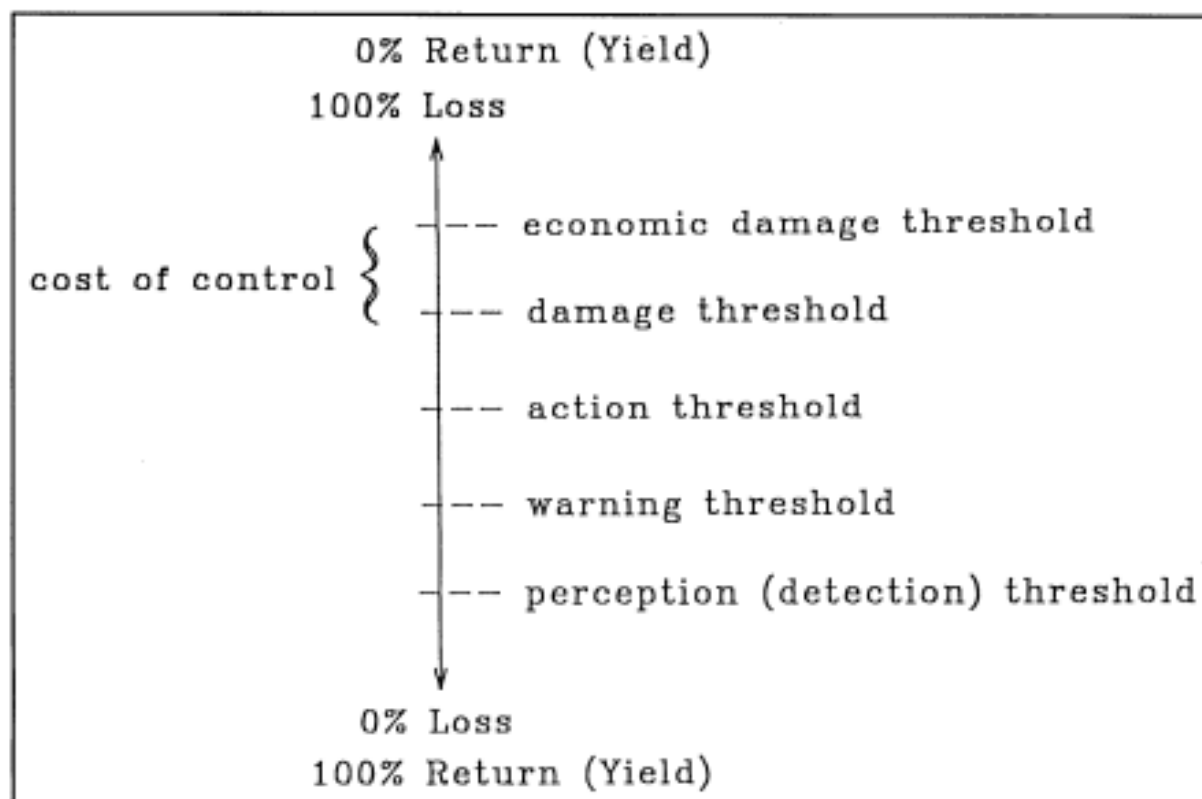 0% Return (Yield)
100% Loss
economic damage threshold
cost of control
damage threshold
action threshold
warning threshold
perception (detection) threshold
0% Loss
100% Return (Yield)